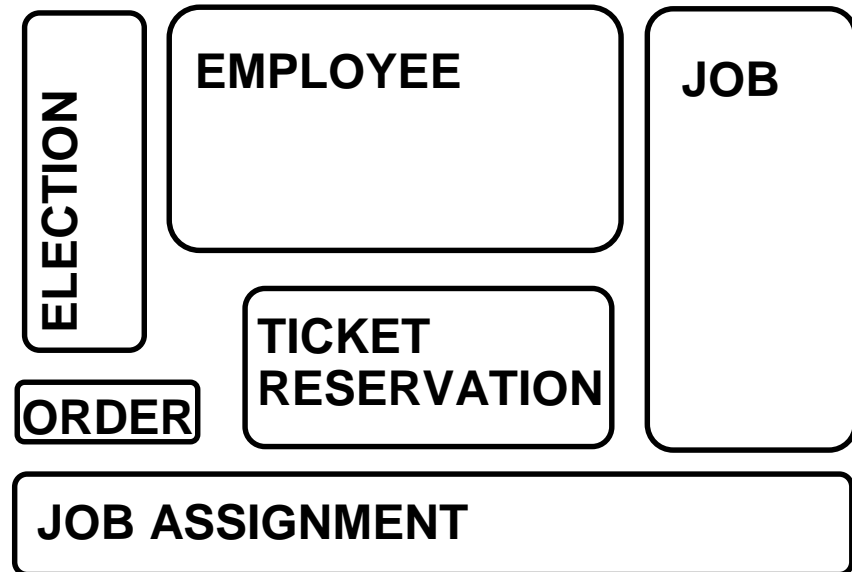 ELECTION
EMPLOYEE
JOB
TICKET
RESERVATION
ORDER
JOB ASSIGNMENT